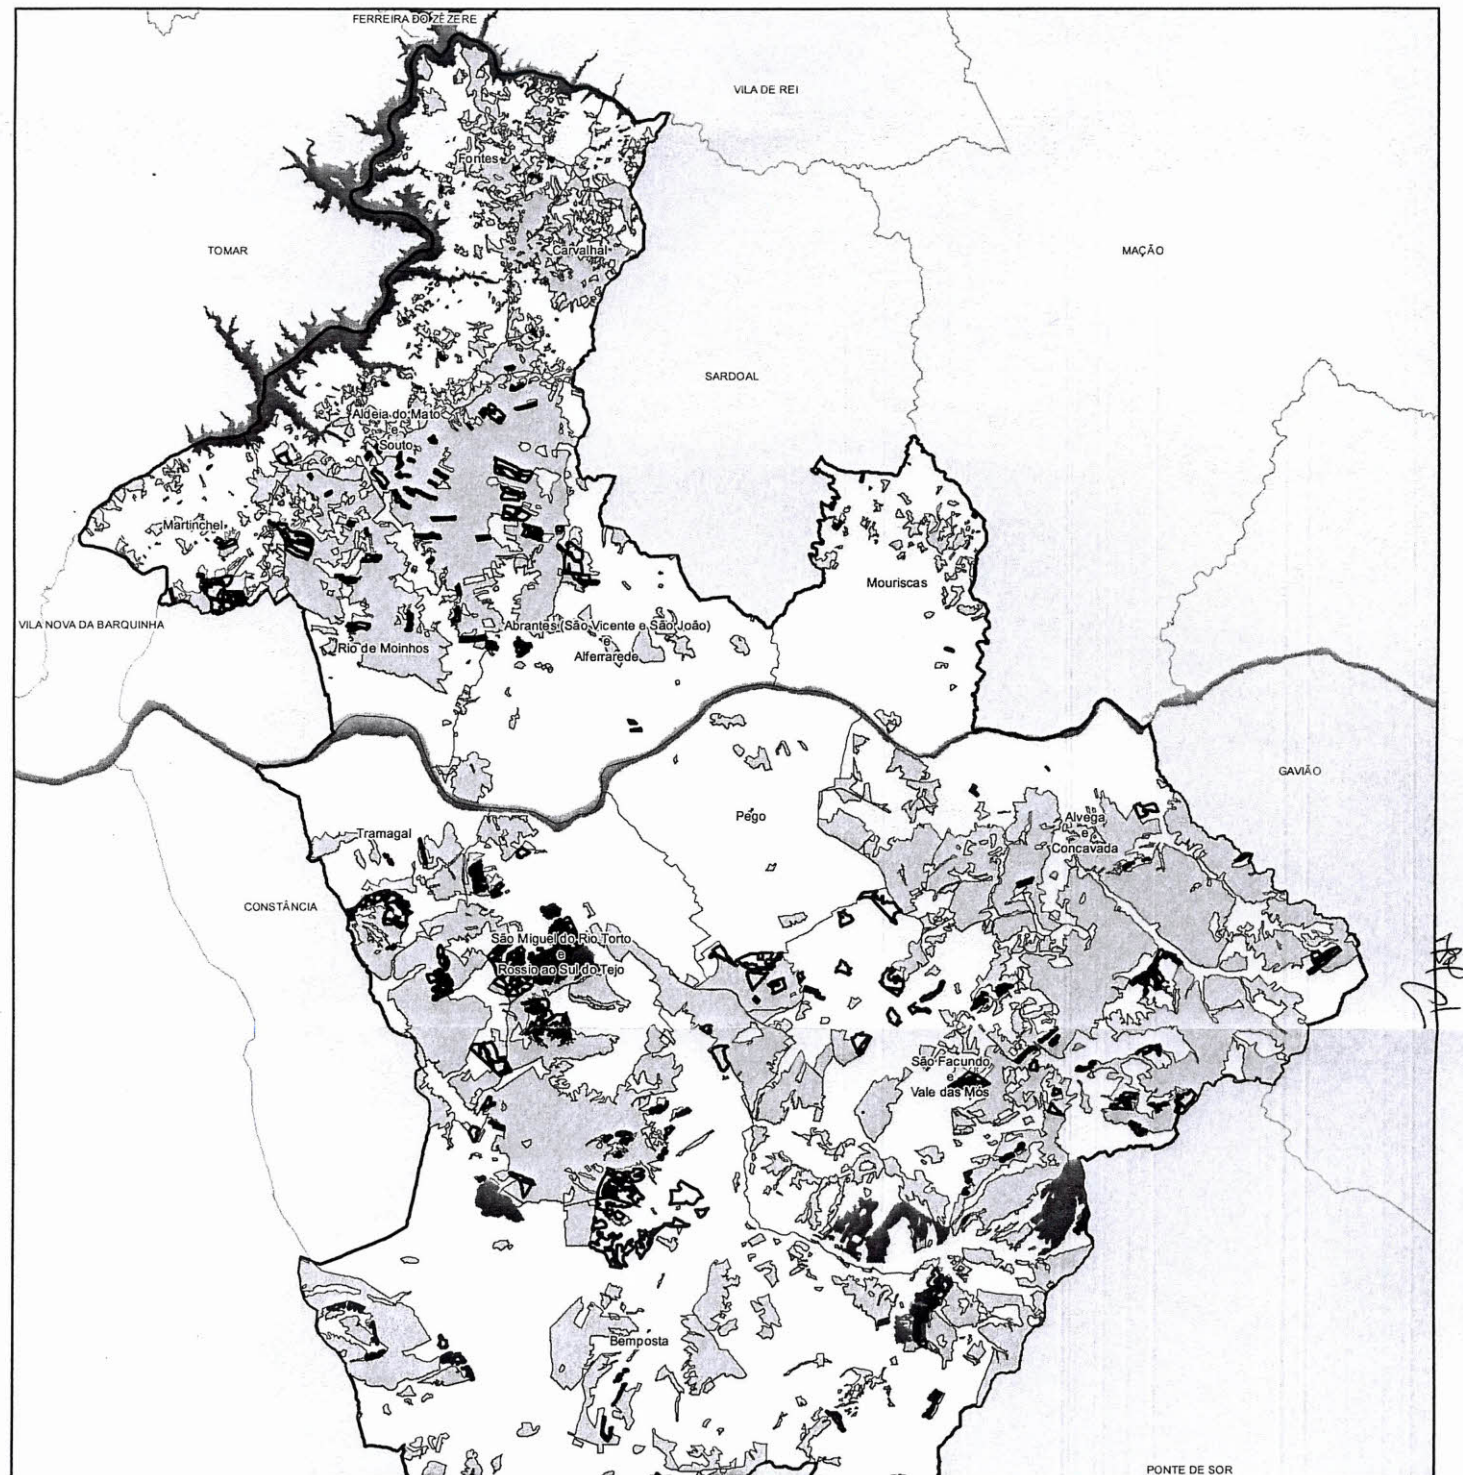 FERREIRA DO ZÊZERE
VILA DE REI
Fontes
TOMAR
Carvalhal
MAÇÃO
SARDOAL
Aldeia do Mato
e
Souto
Martinchel
Mouriscas
VILA NOVA DA BARQUINHA
Abrantes (São Vicente e São João)
e
Alferrarede
Rio de Moinhos
GAVIÃO
Pego
Tramagal
Alvega
e
Concavada
CONSTÂNCIA
São Miguel do Rio Torto
e
Rossio ao Sul do Tejo
São Facundo
e
Vale das Mós
Bemposta
PONTE DE SOR